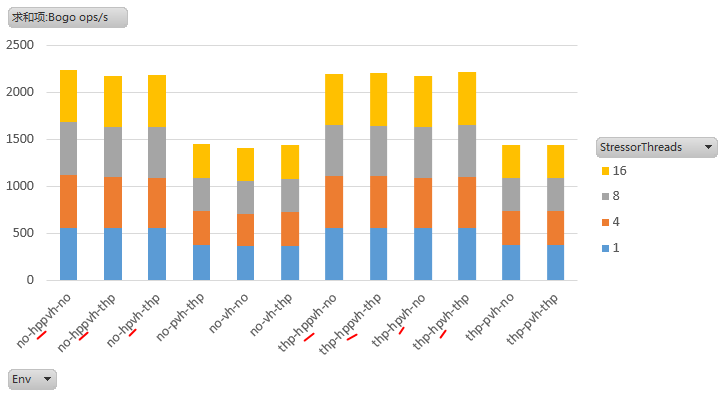 求和项:Bogo ops/s
2500
2000
1500
1000
500
0
no-hppvh-no
no-hppvh-thp
no-hpvh-thp
no-pvh-thp
no-vh-no
no-vh-thp
thp-hppvh-no
thp-hppvh-thp
thp-hpvh-no
thp-hpvh-thp
thp-pvh-no
thp-pvh-thp
StressorThreads
16
8
4
1
Env